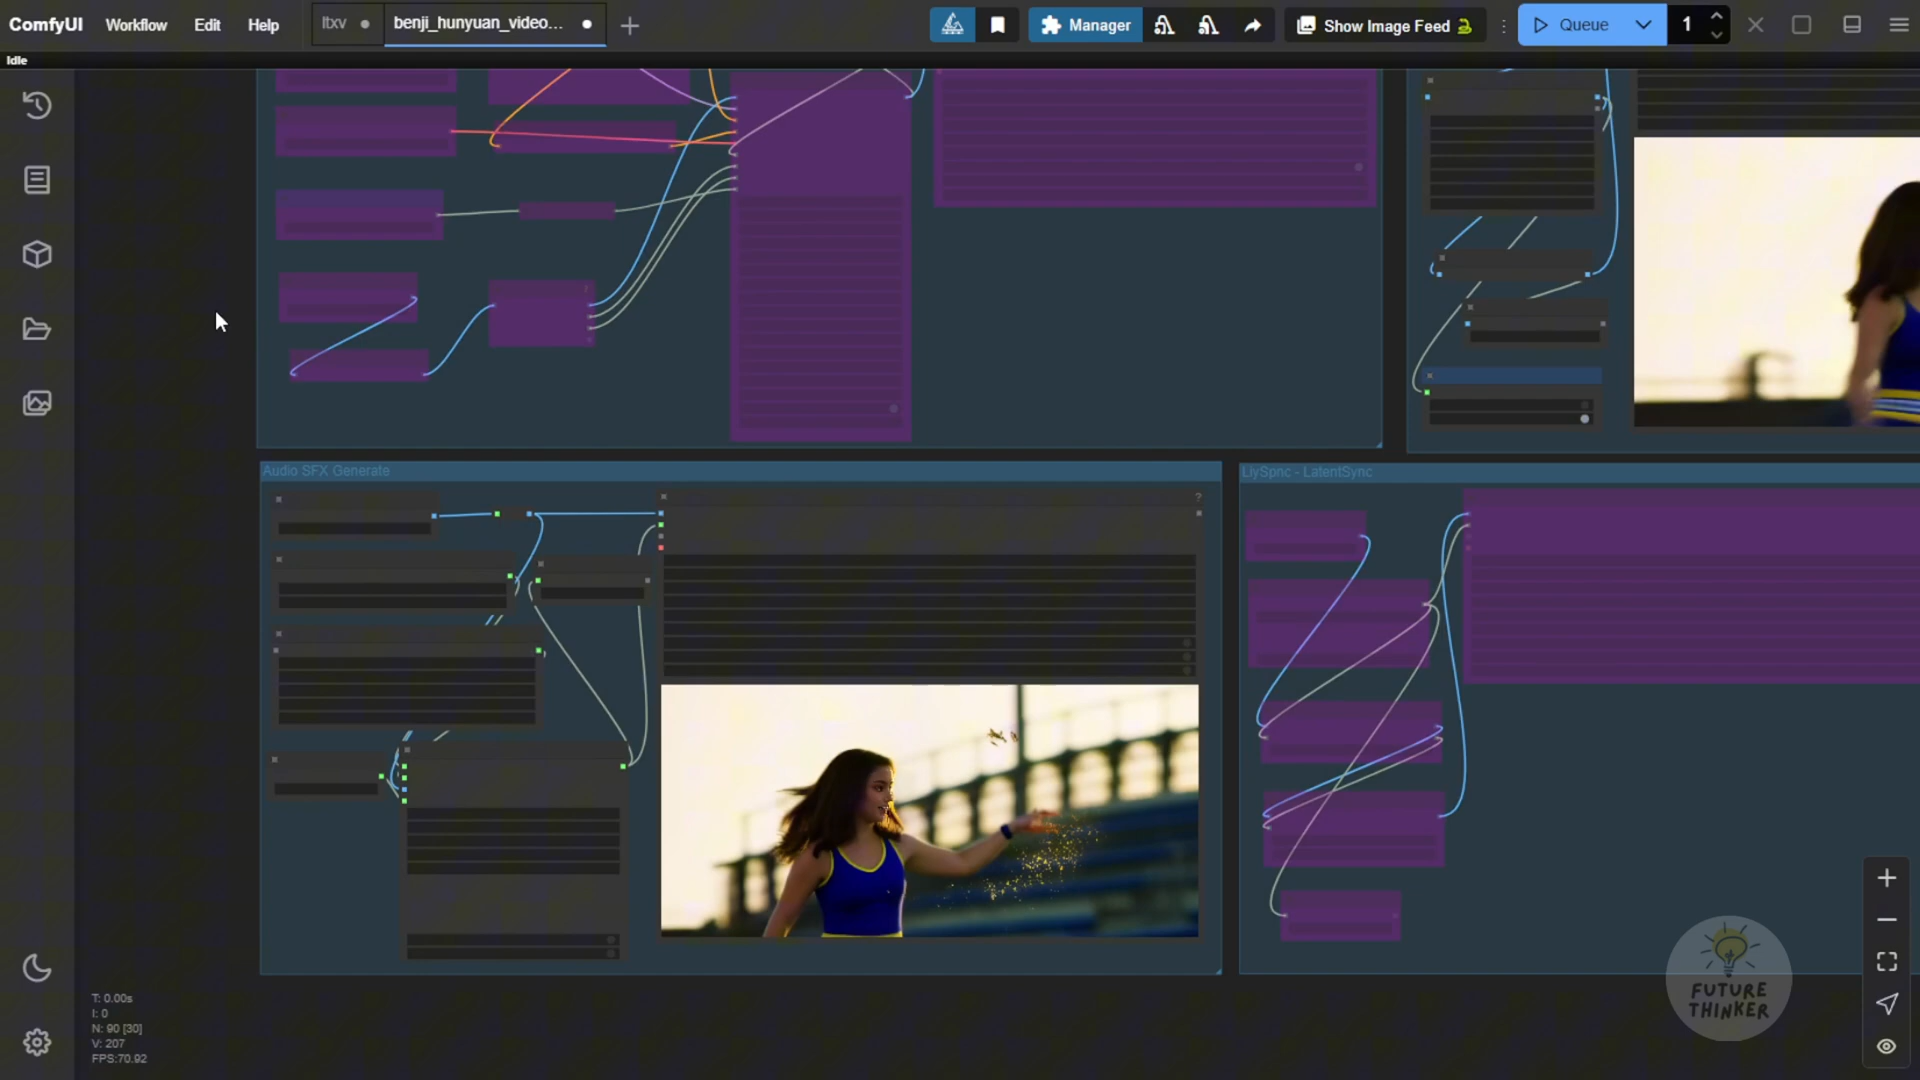 ComfyUI
Workflow
Edit
Help
ltxv
benji_hunyuan_video...
Manager
Show Image Feed
Queue
1
Idle
Audio SFX Generate
LiySpnc - LatentSync
?
T: 0.00s
I: 0
N: 90 [30]
V: 207
FPS:70.92
FUTURE
THINKER